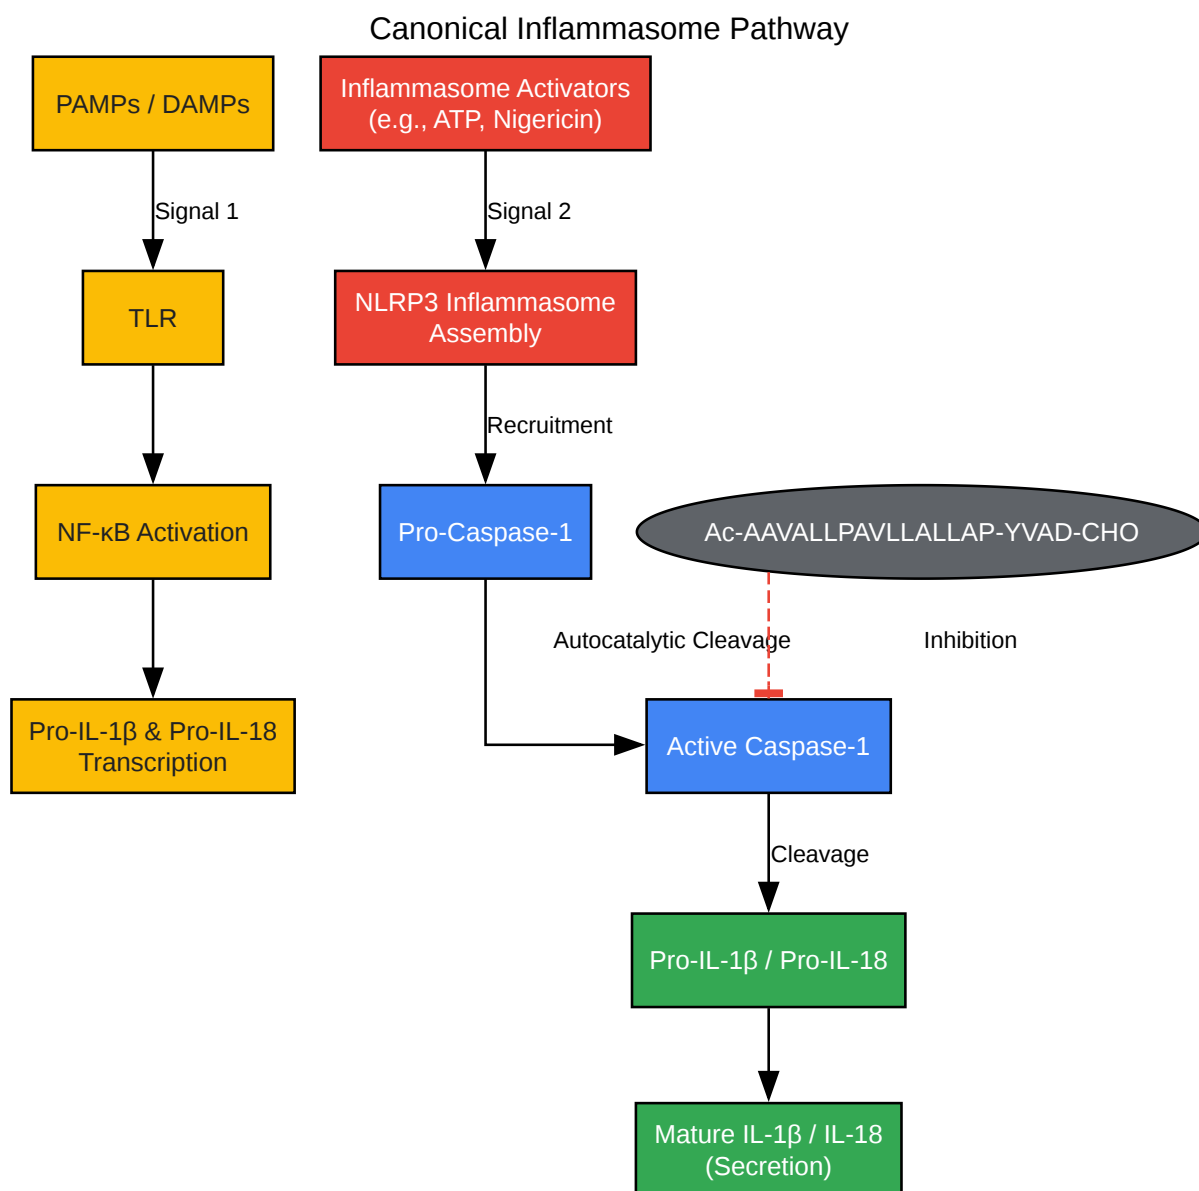 Canonical Inflammasome Pathway
PAMPs / DAMPs
Inflammasome Activators
(e.g., ATP, Nigericin)
Signal 1
Signal 2
TLR
NLRP3 Inflammasome
Assembly
Recruitment
NF-κB Activation
Pro-Caspase-1
Ac-AAVALLPAVLLALLAP-YVAD-CHO
Autocatalytic Cleavage
Inhibition
Pro-IL-1β & Pro-IL-18
Transcription
Active Caspase-1
Cleavage
Pro-IL-1β / Pro-IL-18
Mature IL-1β / IL-18
(Secretion)